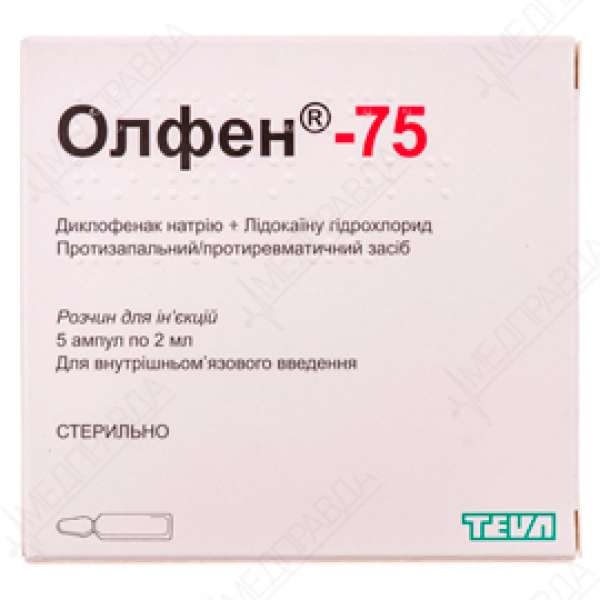 Олфен®-75
Диклофенак натрію + Лідокаїну гідрохлорид
Протизапальний/протиревматичний засіб
Розчин для ін'єкцій
5 ампул по 2 мл
Для внутрішньом'язового введення
СТЕРИЛЬНО
TEVA
МЕДПРАВДА